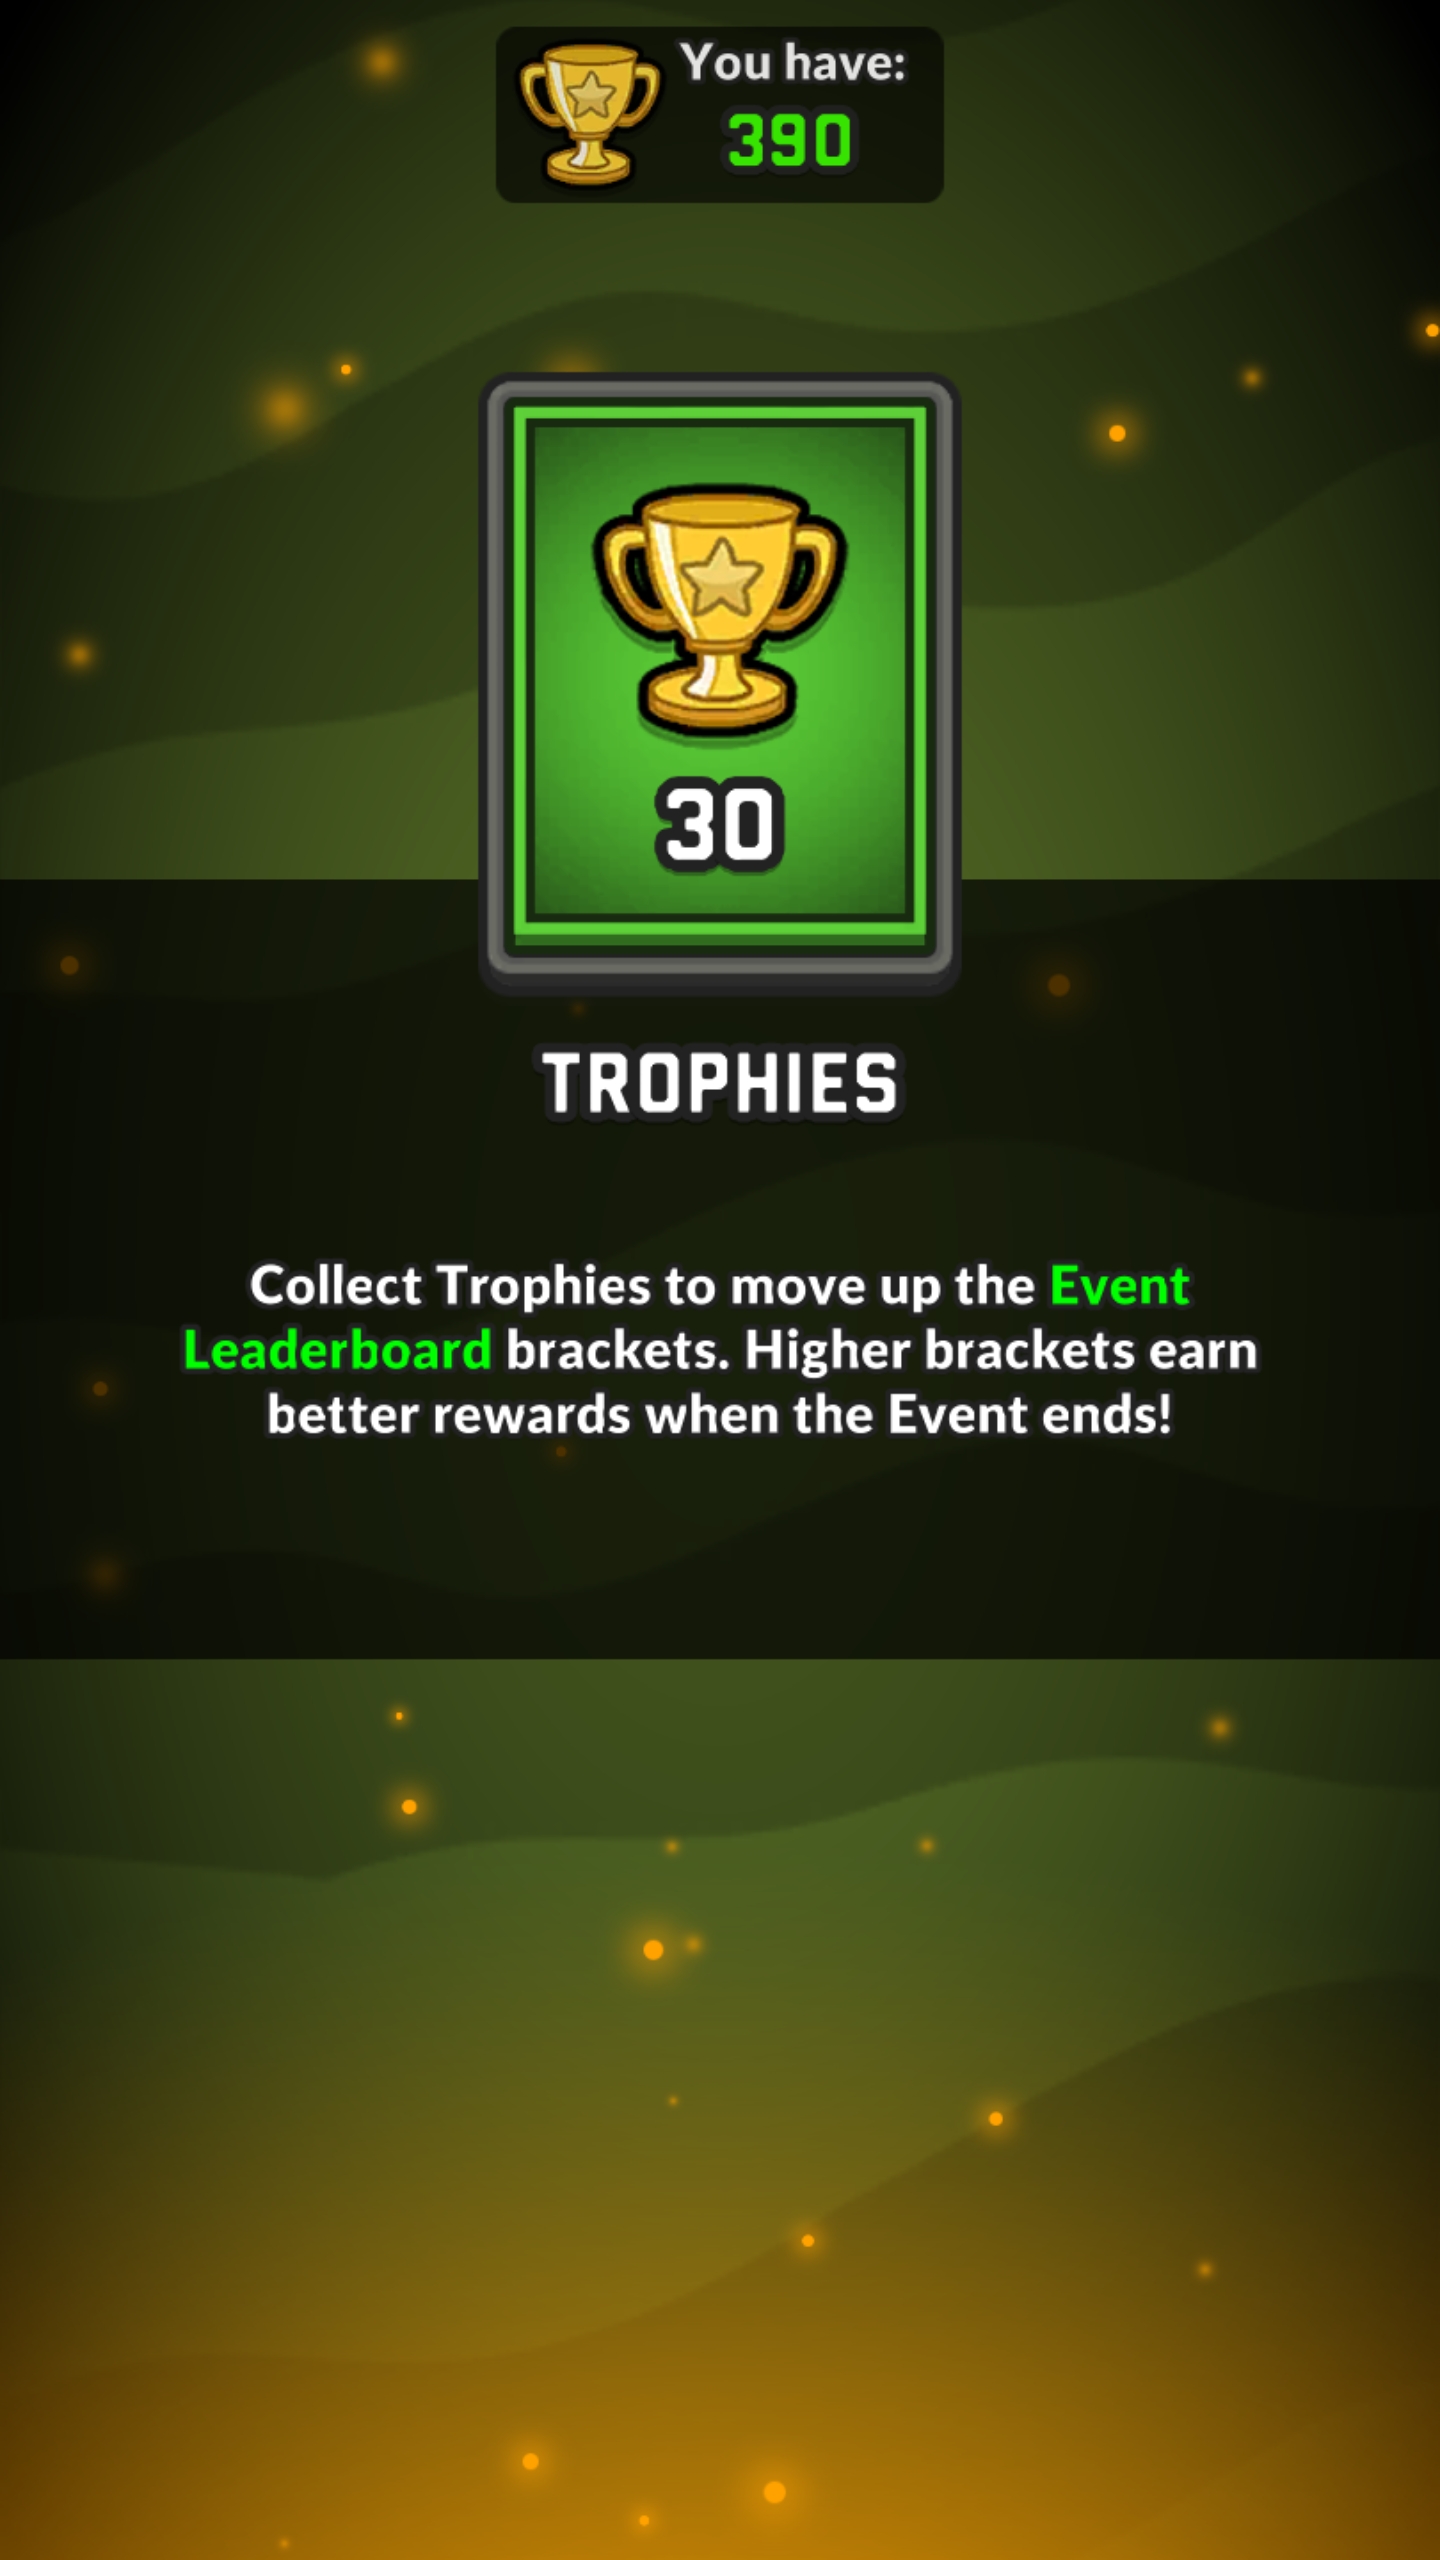 You have:
390
30
TROPHIES
Collect Trophies to move up the Event
Leaderboard brackets. Higher brackets earn
better rewards when the Event ends!